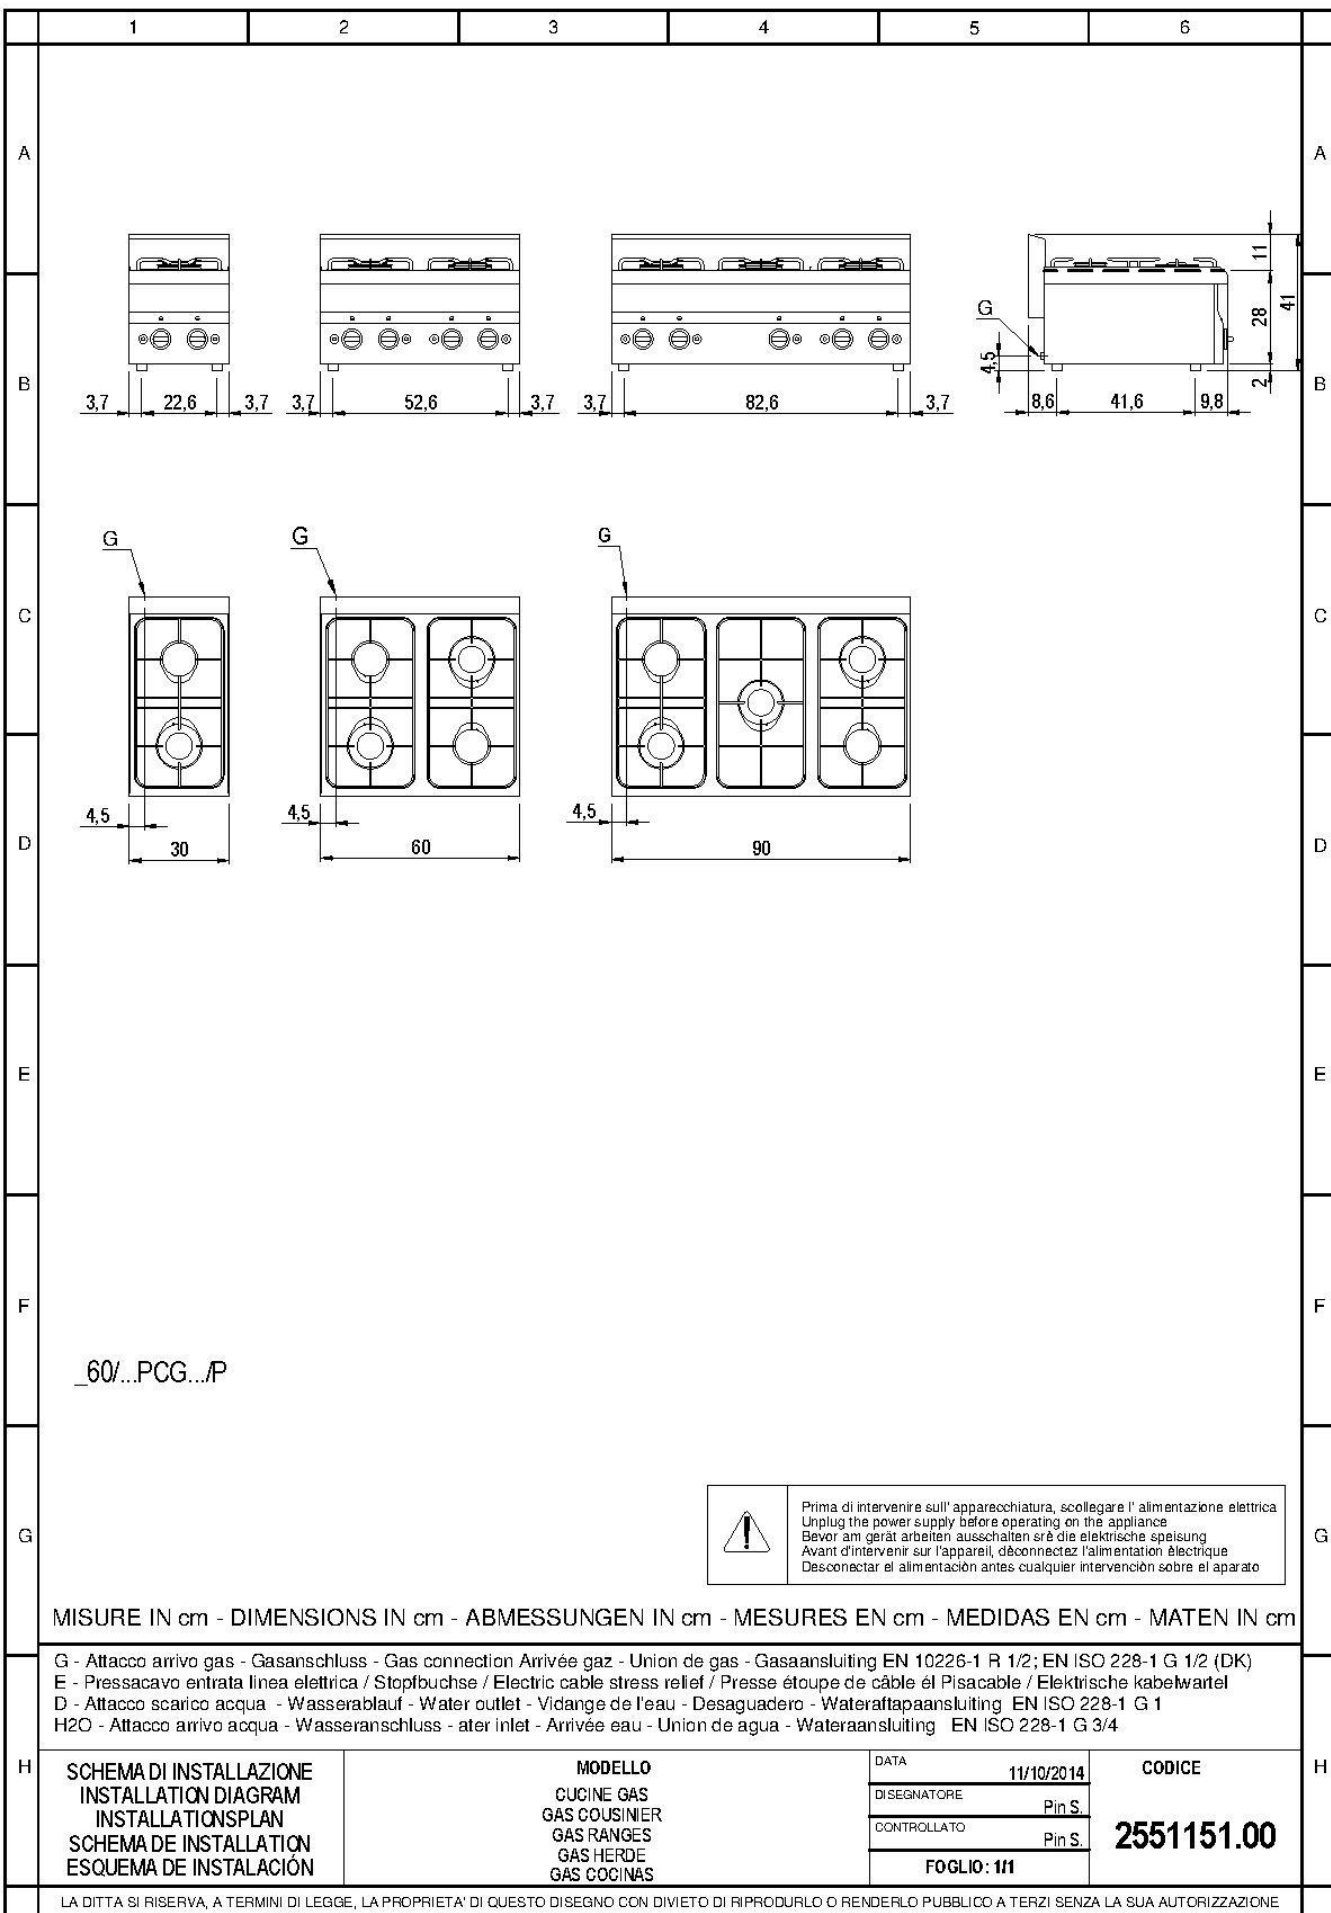 1 2 3 4 5 6
A A
11
41
G
28
4,5
B B
2
3,7 22,6 3,7 3,7 52,6 3,7 3,7 82,6 3,7 8,6 41,6 9,8
G G G
C C
4,5 4,5 4,5
D D
30 60 90
E E
F F
_60/...PCG.../P
Prima di intervenire sull' apparecchiatura, scollegare l' alimentazione elettrica
Unplug the power supply before operating on the appliance
Bevor am gerät arbeiten ausschalten srè die elektrische speisung
Avant d'intervenir sur l'appareil, dèconnectez l'alimentation èlectrique
Desconectar el alimentaciòn antes cualquier intervenciòn sobre el aparato
G G
MISURE IN cm - DIMENSIONS IN cm - ABMESSUNGEN IN cm - MESURES EN cm - MEDIDAS EN cm - MATEN IN cm
G - Attacco arrivo gas - Gasanschluss - Gas connection Arrivée gaz - Union de gas - Gasaansluiting EN 10226-1 R 1/2; EN ISO 228-1 G 1/2 (DK)
E - Pressacavo entrata linea elettrica / Stopfbuchse / Electric cable stress relief / Presse étoupe de câble él Pisacable / Elektrische kabelwartel
D - Attacco scarico acqua - Wasserablauf - Water outlet - Vidange de l'eau - Desaguadero - Wateraftapaansluiting EN ISO 228-1 G 1
H2O - Attacco arrivo acqua - Wasseranschluss - ater inlet - Arrivée eau - Union de agua - Wateraansluiting EN ISO 228-1 G 3/4
H H
SCHEMA DI INSTALLAZIONE
INSTALLATION DIAGRAM
INSTALLATIONSPLAN
SCHEMA DE INSTALLATION
ESQUEMA DE INSTALACIÓN
MODELLO
CUCINE GAS
GAS COUSINIER
GAS RANGES
GAS HERDE
GAS COCINAS
DATA 11/10/2014
DISEGNATORE Pin S.
CONTROLLATO Pin S.
FOGLIO: 1/1
CODICE
2551151.00
LA DITTA SI RISERVA, A TERMINI DI LEGGE, LA PROPRIETA' DI QUESTO DISEGNO CON DIVIETO DI RIPRODURLO O RENDERLO PUBBLICO A TERZI SENZA LA SUA AUTORIZZAZIONE